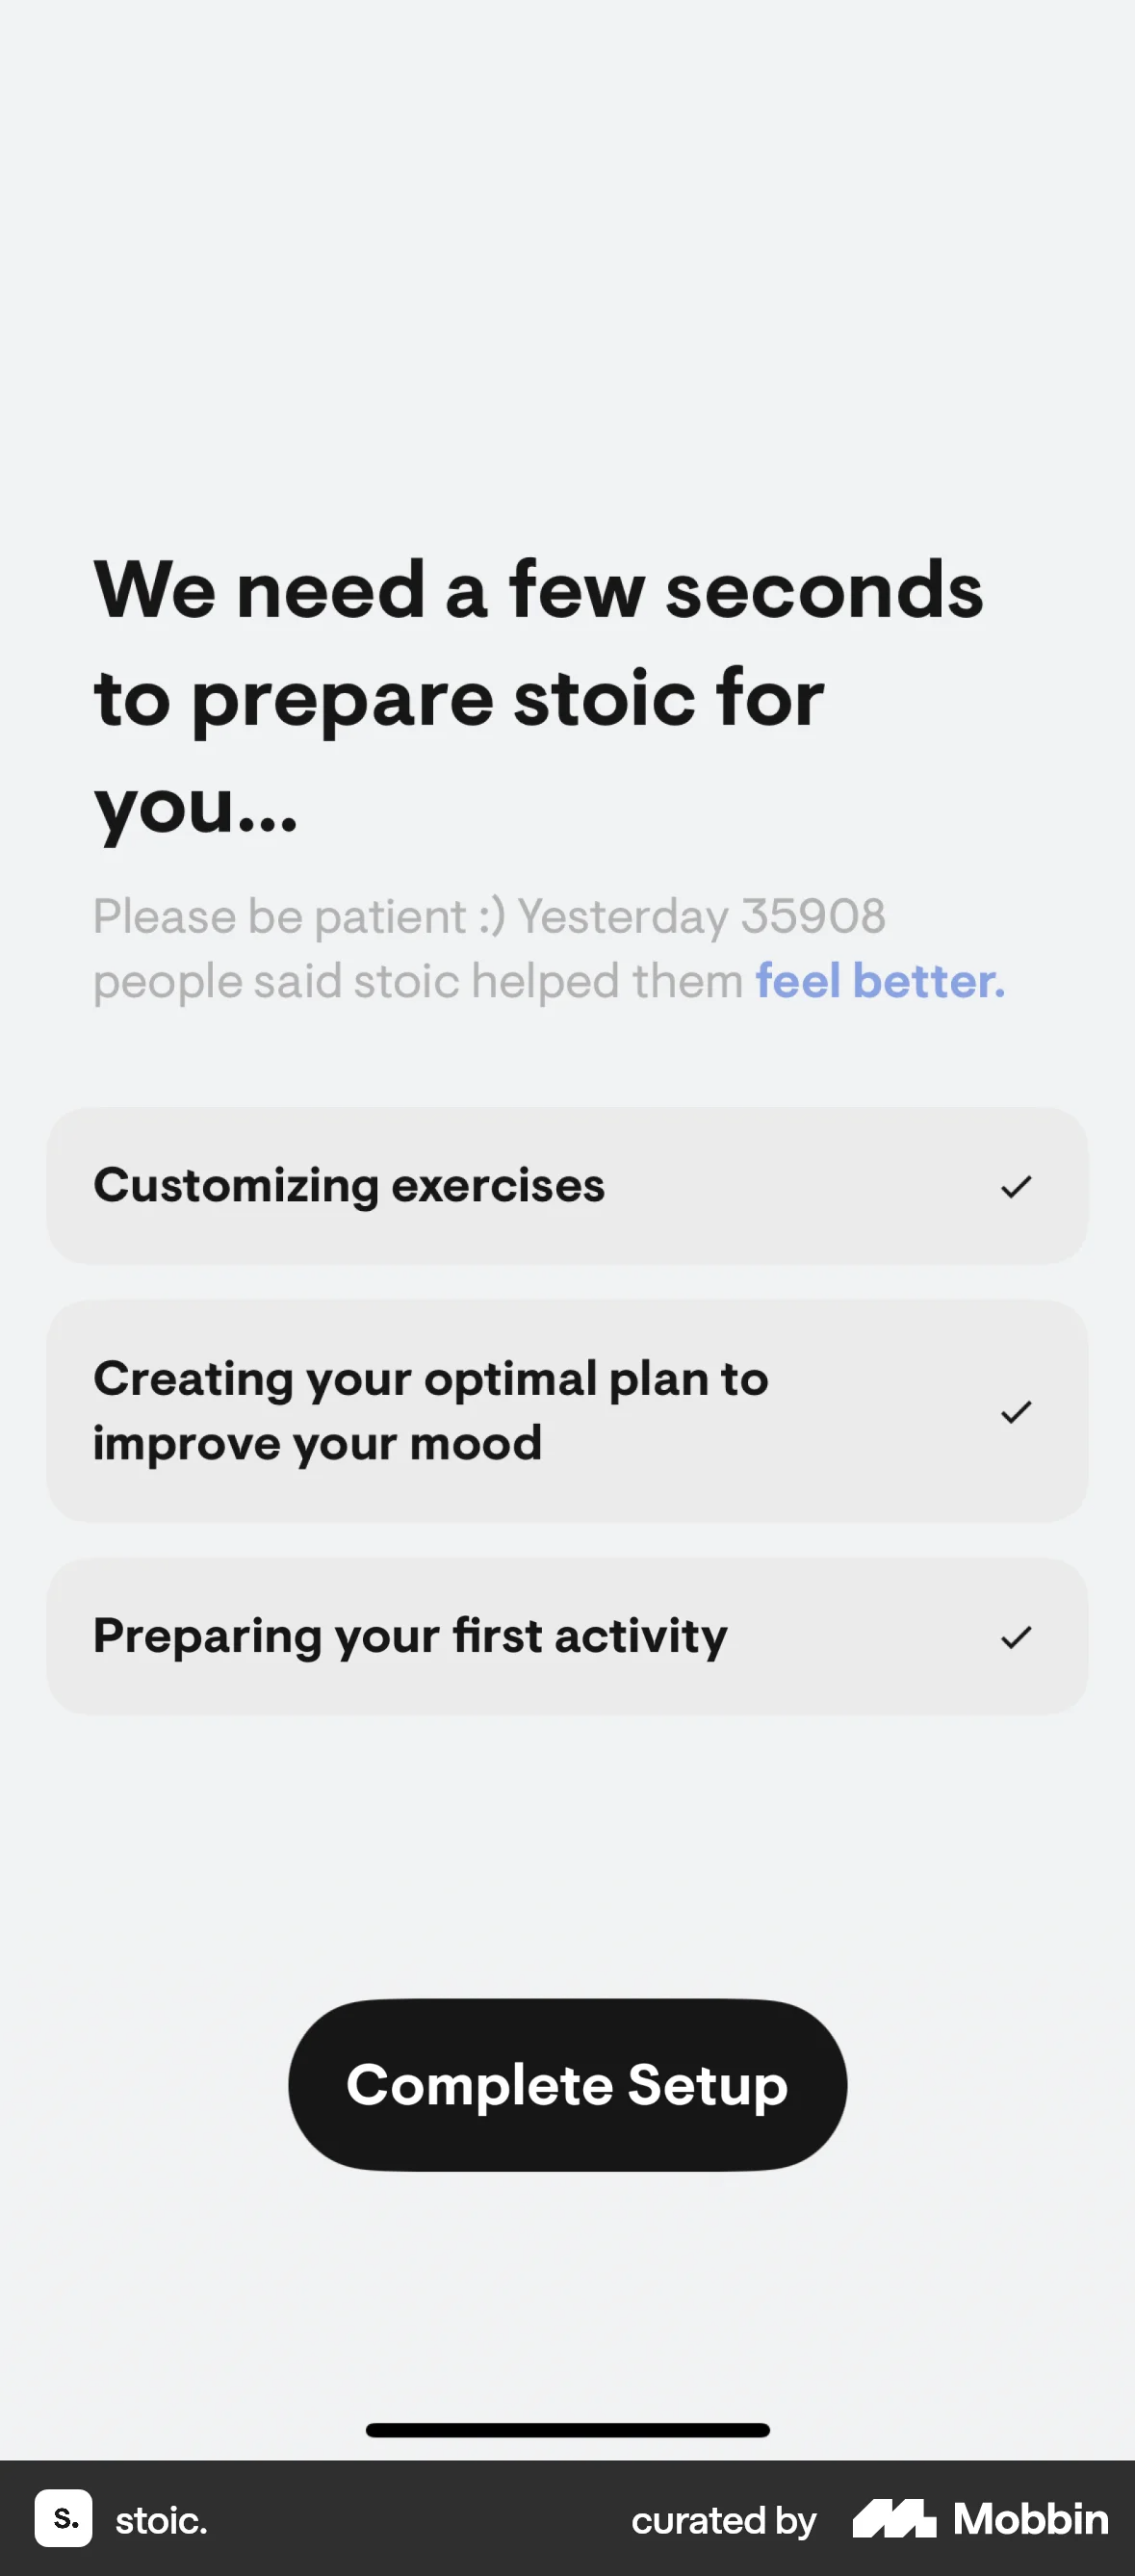 We need a few seconds
to prepare stoic for
you...
Please be patient :) Yesterday 35908
people said stoic helped them feel better.
Customizing exercises
Creating your optimal plan to
improve your mood
Preparing your first activity
Complete Setup
s. stoic. curated by Mobbin